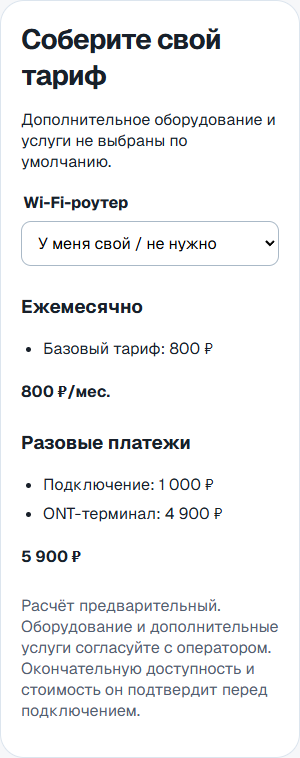 Соберите свой
тариф
Дополнительное оборудование и
услуги не выбраны по
умолчанию.
Wi-Fi-роутер
У меня свой / не нужно
Ежемесячно
• Базовый тариф: 800 ₽
800 ₽/мес.
Разовые платежи
• Подключение: 1 000 ₽
• ONT-терминал: 4 900 ₽
5 900 ₽
Расчёт предварительный.
Оборудование и дополнительные
услуги согласуйте с оператором.
Окончательную доступность и
стоимость он подтвердит перед
подключением.